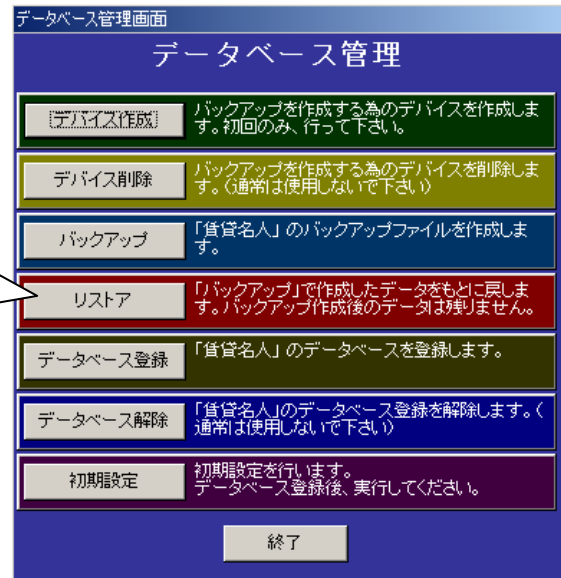 データベース管理画面
データベース管理
デバイス作成
バックアップを作成する為のデバイスを作成しま
す。初回のみ、行って下さい。
デバイス削除
バックアップを作成する為のデバイスを削除しま
す。（通常は使用しないで下さい）
バックアップ
「賃貸名人」のバックアップファイルを作成しま
す。
リストア
「バックアップ」で作成したデータをもとに戻しま
す。バックアップ作成後のデータは残りません。
データベース登録
「賃貸名人」のデータベースを登録します。
データベース解除
「賃貸名人」のデータベース登録を解除します。（
通常は使用しないで下さい）
初期設定
初期設定を行います。
データベース登録後、実行してください。
終了